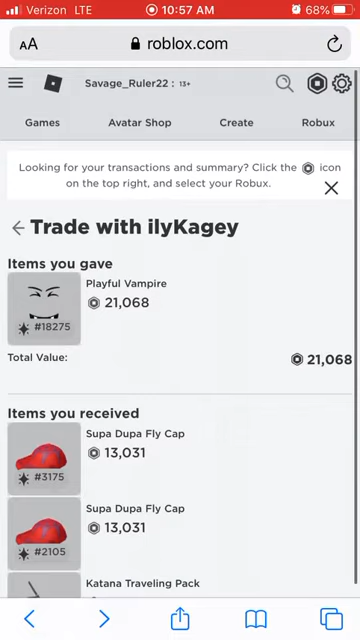 Verizon LTE 10:57 AM 68%
AA roblox.com
Savage_Ruler22 : 13+
Games Avatar Shop Create Robux
Looking for your transactions and summary? Click the icon
on the top right, and select your Robux.
Trade with ilyKagey
Items you gave
Playful Vampire
21,068
#18275
Total Value: 21,068
Items you received
Supa Dupa Fly Cap
13,031
#3175
Supa Dupa Fly Cap
13,031
#2105
Katana Traveling Pack